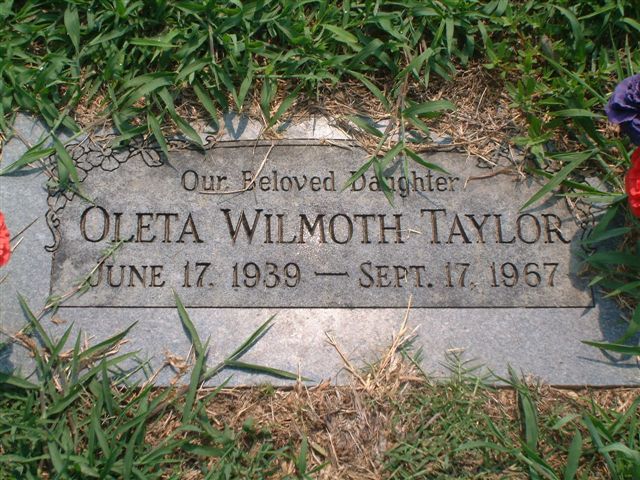 Our Beloved Daughter
OLETA WILMOTH TAYLOR
JUNE 17, 1939 — SEPT. 17, 1967